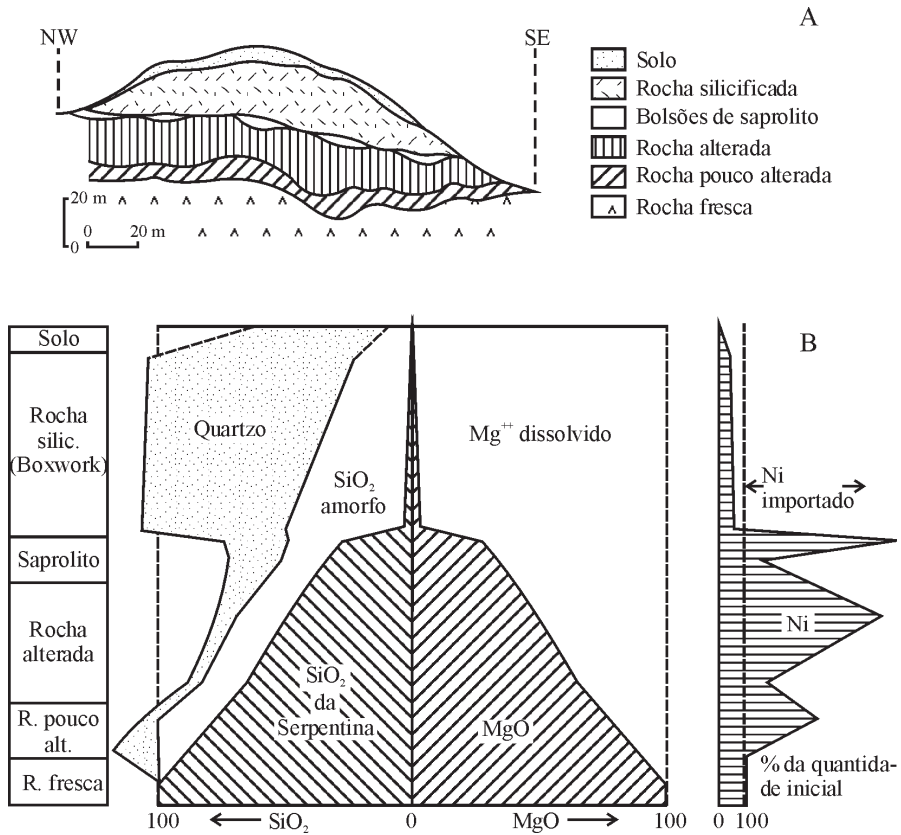 A
NW
SE
Solo
Rocha silicificada
Bolsões de saprolito
Rocha alterada
Rocha pouco alterada
Rocha fresca
20 m
0
0
20 m
B
Solo
Rocha
silic.
(Boxwork)
Saprolito
Rocha
alterada
R. pouco
alt.
R. fresca
Quartzo
SiO₂
amorfo
Mg⁺⁺ dissolvido
SiO₂
da
Serpentina
MgO
Ni
importado
Ni
% da quantida-
de inicial
100
← SiO₂
0
MgO →
100
0
100